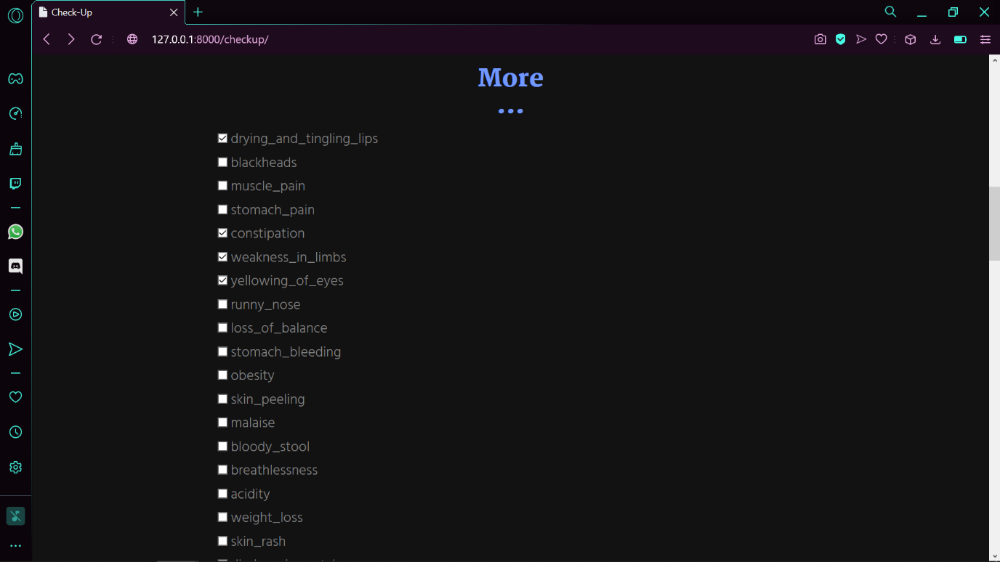 Check-Up
127.0.0.1:8000/checkup/
More
drying_and_tingling_lips
blackheads
muscle_pain
stomach_pain
constipation
weakness_in_limbs
yellowing_of_eyes
runny_nose
loss_of_balance
stomach_bleeding
obesity
skin_peeling
malaise
bloody_stool
breathlessness
acidity
weight_loss
skin_rash